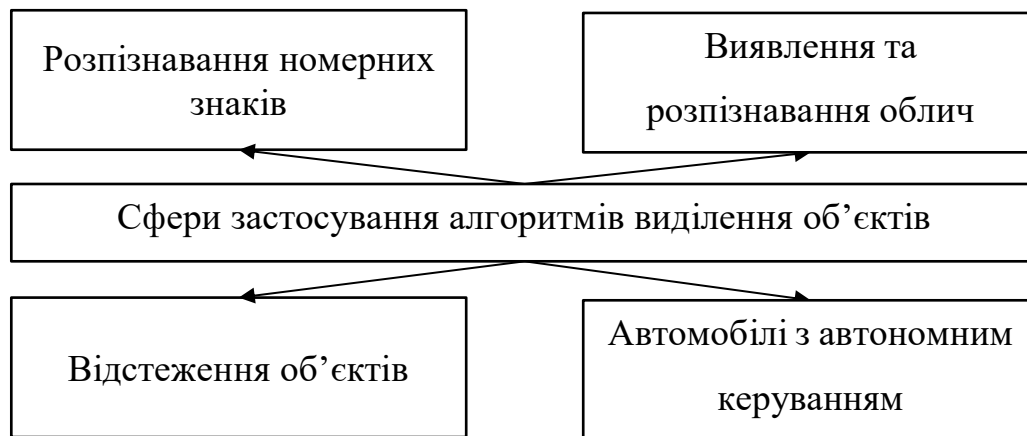 Розпізнавання номерних
знаків
Виявлення та
розпізнавання облич
Сфери застосування алгоритмів виділення об’єктів
Відстеження об’єктів
Автомобілі з автономним
керуванням